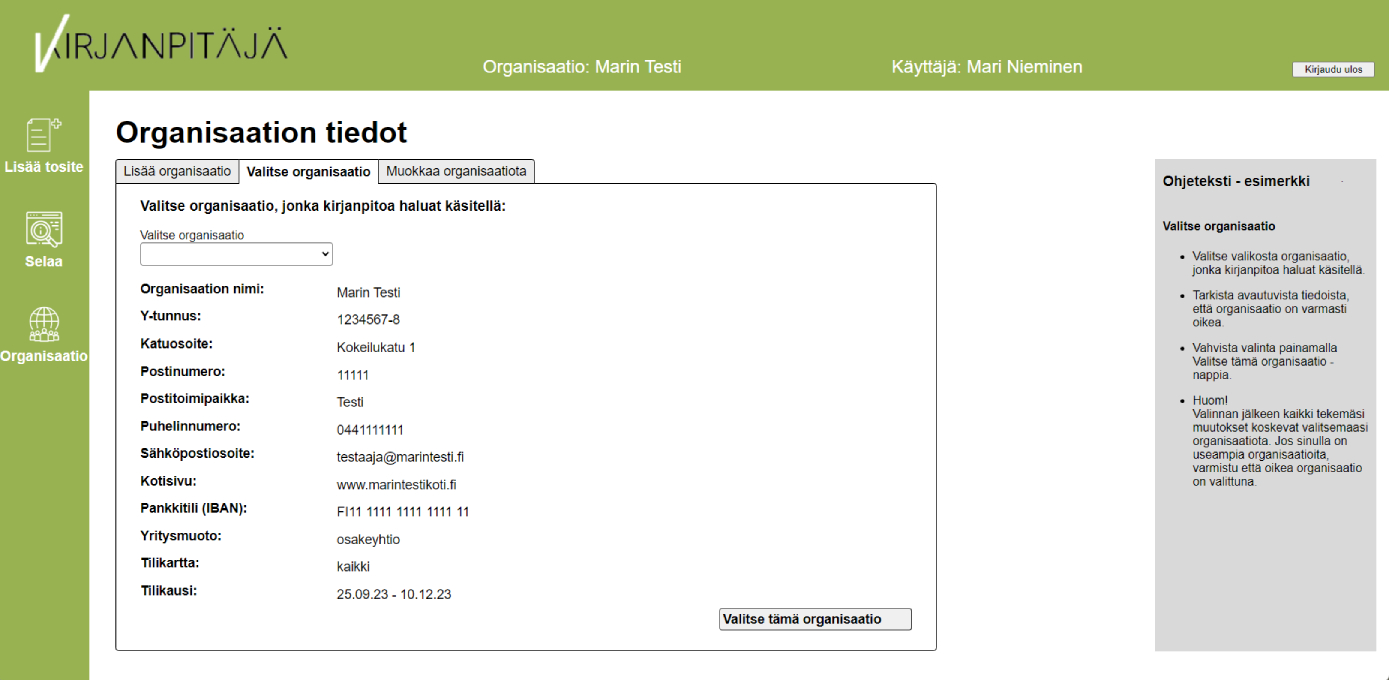 KIRJANPITÄJÄ
Organisaatio: Marin Testi
Käyttäjä: Mari Nieminen
Kirjaudu ulos
Lisää tosite
Selaa
Organisaatio
Organisaation tiedot
Lisää organisaatio
Valitse organisaatio
Muokkaa organisaatiota
Valitse organisaatio, jonka kirjanpitoa haluat käsitellä:
Valitse organisaatio
Organisaation nimi: Marin Testi
Y-tunnus: 1234567-8
Katuosoite: Kokeilukatu 1
Postinumero: 11111
Postitoimipaikka: Testi
Puhelinnumero: 0441111111
Sähköpostiosoite: testaaja@marintesti.fi
Kotisivu: www.marintestikoti.fi
Pankkitili (IBAN): FI11 1111 1111 1111 11
Yritysmuoto: osakeyhtio
Tilikartta: kaikki
Tilikausi: 25.09.23 - 10.12.23
Valitse tämä organisaatio
Ohjeteksti - esimerkki -
Valitse organisaatio
• Valitse valikosta organisaatio,
jonka kirjanpitoa haluat käsitellä.
• Tarkista avautuvista tiedoista,
että organisaatio on varmasti
oikea.
• Vahvista valinta painamalla
Valitse tämä organisaatio -
nappia.
• Huom!
Valinnan jälkeen kaikki tekemäsi
muutokset koskevat valitsemaasi
organisaatiota. Jos sinulla on
useampia organisaatioita,
varmistu että oikea organisaatio
on valittuna.